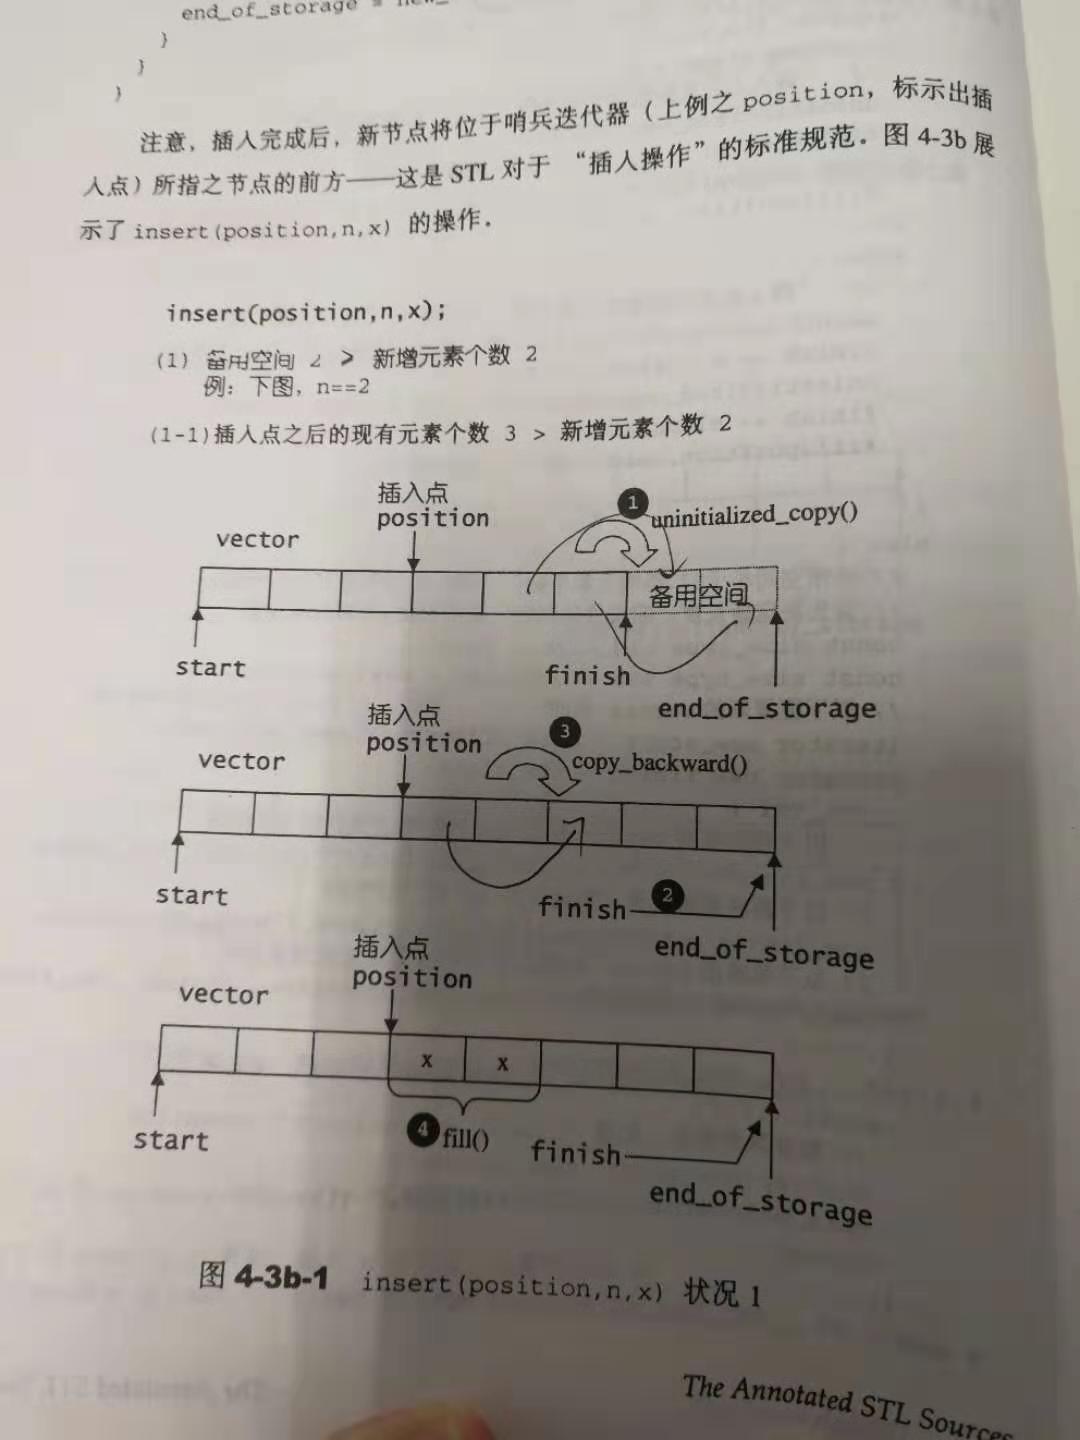 end_of_storage = new_
}
}
}
注意，插入完成后，新节点将位于哨兵迭代器（上例之 position，标示出插
入点）所指之节点的前方——这是 STL 对于 “插入操作”的标准规范．图 4-3b 展
示了 insert(position,n,x) 的操作．
insert(position,n,x);
(1) 备用空间 2 ≥ 新增元素个数 2
例: 下图, n==2
(1-1)插入点之后的现有元素个数 3 > 新增元素个数 2
插入点
position
1
uninitialized_copy()
vector
备用空间
start
finish
end_of_storage
插入点
position
3
copy_backward()
vector
start
finish
2
end_of_storage
插入点
position
vector
x x
4 fill()
start
finish
end_of_storage
图 4-3b-1 insert(position,n,x) 状况 1
The Annotated STL Sources